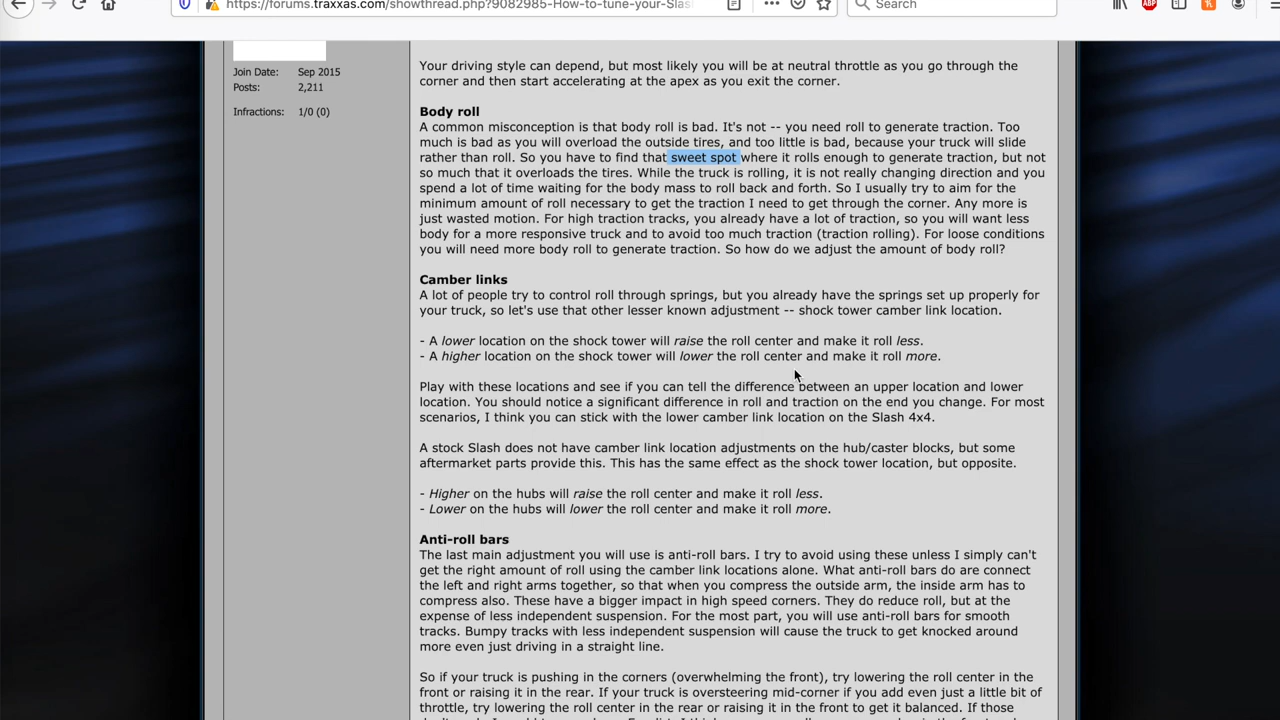 https://forums.traxxas.com/showthread.php?9082985-How-to-tune-your-Slas
Search
ABP
Join Date: Sep 2015
Posts: 2,211
Infractions: 1/0 (0)
Your driving style can depend, but most likely you will be at neutral throttle as you go through the
corner and then start accelerating at the apex as you exit the corner.
Body roll
A common misconception is that body roll is bad. It's not -- you need roll to generate traction. Too
much is bad as you will overload the outside tires, and too little is bad, because your truck will slide
rather than roll. So you have to find that sweet spot where it rolls enough to generate traction, but not
so much that it overloads the tires. While the truck is rolling, it is not really changing direction and you
spend a lot of time waiting for the body mass to roll back and forth. So I usually try to aim for the
minimum amount of roll necessary to get the traction I need to get through the corner. Any more is
just wasted motion. For high traction tracks, you already have a lot of traction, so you will want less
body for a more responsive truck and to avoid too much traction (traction rolling). For loose conditions
you will need more body roll to generate traction. So how do we adjust the amount of body roll?
Camber links
A lot of people try to control roll through springs, but you already have the springs set up properly for
your truck, so let's use that other lesser known adjustment -- shock tower camber link location.
- A lower location on the shock tower will raise the roll center and make it roll less.
- A higher location on the shock tower will lower the roll center and make it roll more.
Play with these locations and see if you can tell the difference between an upper location and lower
location. You should notice a significant difference in roll and traction on the end you change. For most
scenarios, I think you can stick with the lower camber link location on the Slash 4x4.
A stock Slash does not have camber link location adjustments on the hub/caster blocks, but some
aftermarket parts provide this. This has the same effect as the shock tower location, but opposite.
- Higher on the hubs will raise the roll center and make it roll less.
- Lower on the hubs will lower the roll center and make it roll more.
Anti-roll bars
The last main adjustment you will use is anti-roll bars. I try to avoid using these unless I simply can't
get the right amount of roll using the camber link locations alone. What anti-roll bars do are connect
the left and right arms together, so that when you compress the outside arm, the inside arm has to
compress also. These have a bigger impact in high speed corners. They do reduce roll, but at the
expense of less independent suspension. For the most part, you will use anti-roll bars for smooth
tracks. Bumpy tracks with less independent suspension will cause the truck to get knocked around
more even just driving in a straight line.
So if your truck is pushing in the corners (overwhelming the front), try lowering the roll center in the
front or raising it in the rear. If your truck is oversteering mid-corner if you add even just a little bit of
throttle, try lowering the roll center in the rear or raising it in the front to get it balanced. If those